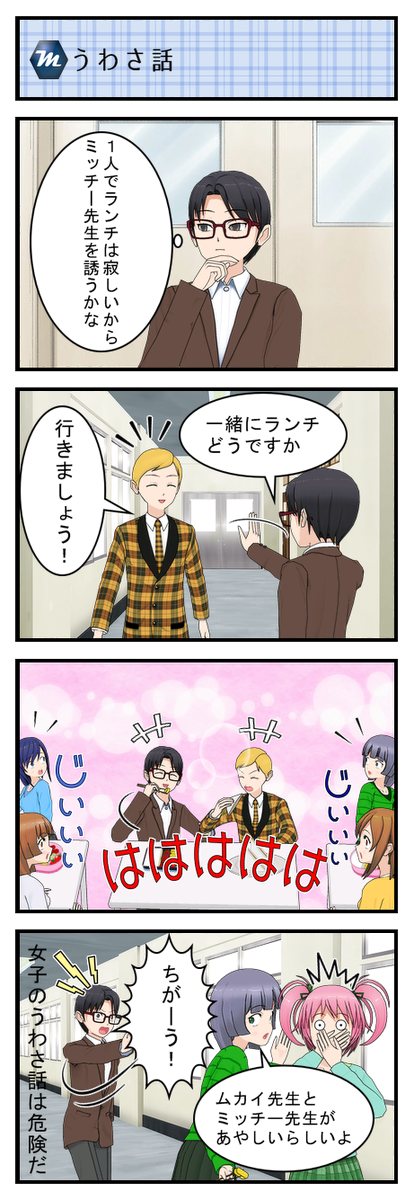 m
うわさ話
1人でランチは寂しいから
ミッチー先生を誘うかな
一緒にランチ
どうですか
行きましょう!
じぃいいい
じぃいいい
ははははは
ちがーう!
ムカイ先生と
ミッチー先生が
あやしいらしいよ
女子のうわさ話は危険だ